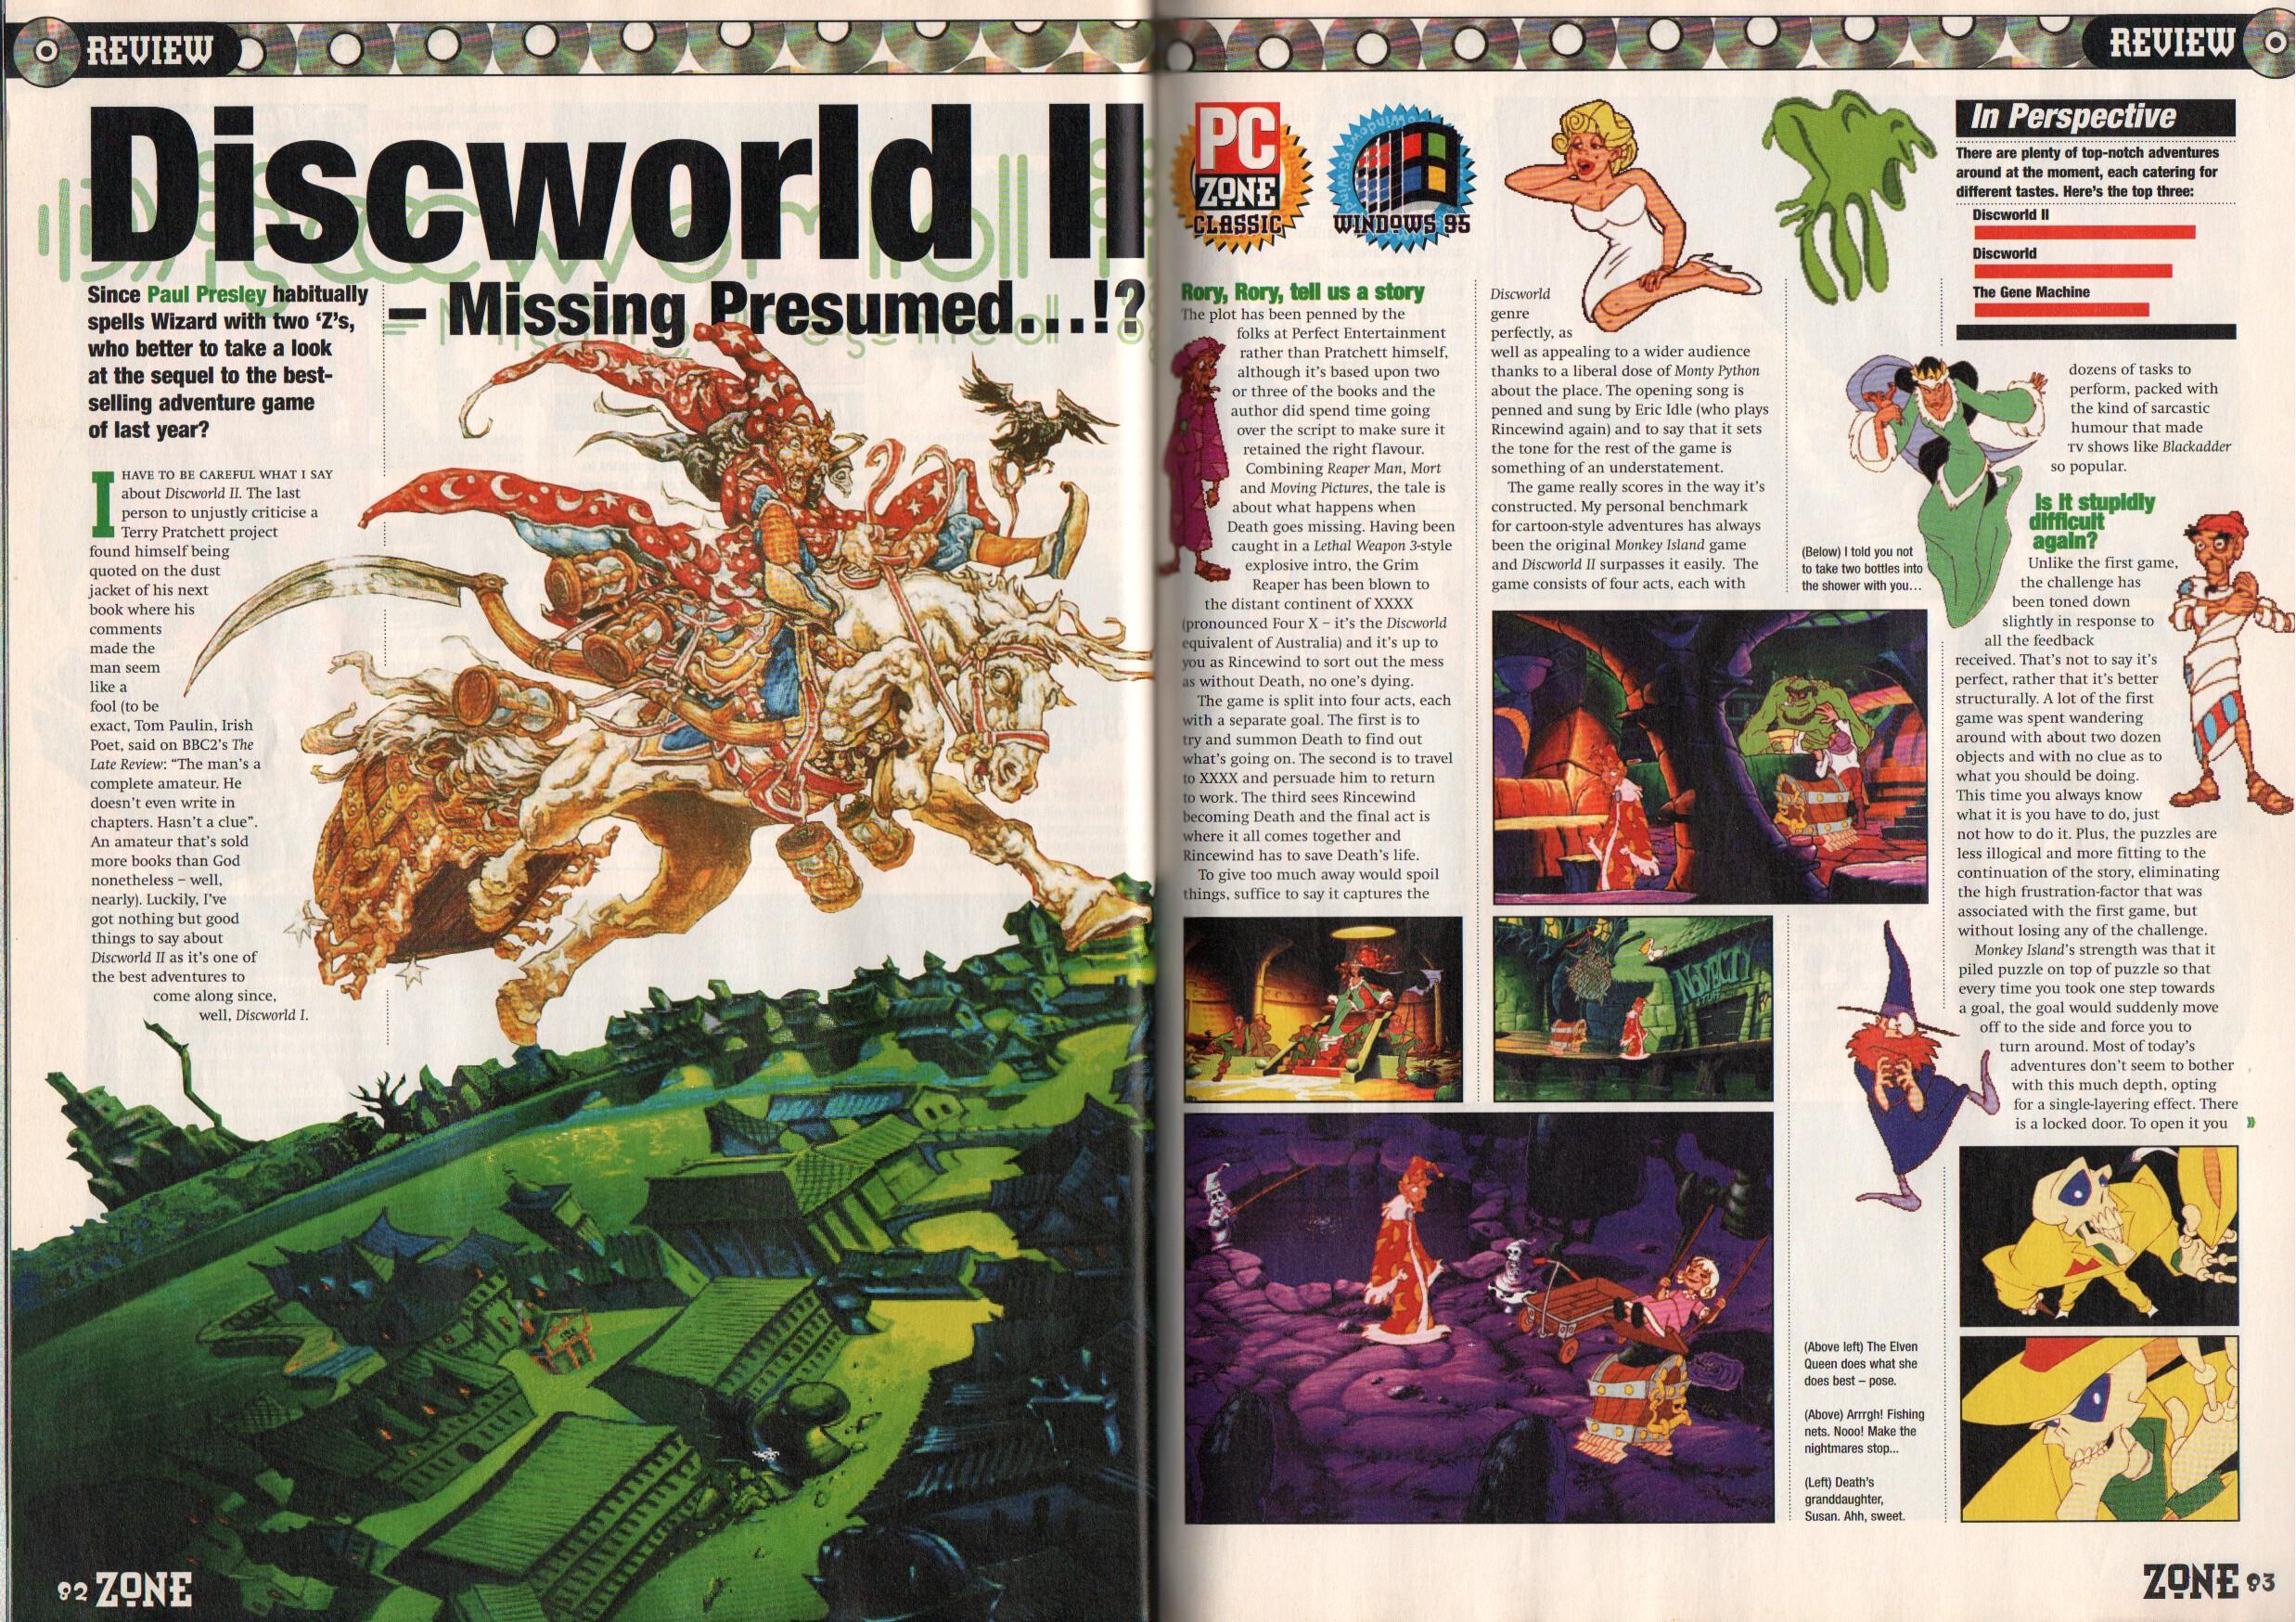 REVIEW
REVIEW
Discworld II
– Missing Presumed...!?
Since Paul Presley habitually
spells Wizard with two ‘Z’s,
who better to take a look
at the sequel to the best-
selling adventure game
of last year?
I HAVE TO BE CAREFUL WHAT I SAY
about Discworld II. The last
person to unjustly criticise a
Terry Pratchett project
found himself being
quoted on the dust
jacket of his next
book where his
comments
made the
man seem
like a
fool (to be
exact, Tom Paulin, Irish
Poet, said on BBC2's The
Late Review: “The man's a
complete amateur. He
doesn't even write in
chapters. Hasn't a clue”.
An amateur that's sold
more books than God
nonetheless – well,
nearly). Luckily, I've
got nothing but good
things to say about
Discworld II as it's one of
the best adventures to
come along since,
well, Discworld I.
82 ZONE
PC
ZONE
CLASSIC
WINDOWS 95
Rory, Rory, tell us a story
The plot has been penned by the
folks at Perfect Entertainment
rather than Pratchett himself,
although it's based upon two
or three of the books and the
author did spend time going
over the script to make sure it
retained the right flavour.
Combining Reaper Man, Mort
and Moving Pictures, the tale is
about what happens when
Death goes missing. Having been
caught in a Lethal Weapon 3-style
explosive intro, the Grim
Reaper has been blown to
the distant continent of XXXX
(pronounced Four X – it's the Discworld
equivalent of Australia) and it's up to
you as Rincewind to sort out the mess
as without Death, no one's dying.
The game is split into four acts, each
with a separate goal. The first is to
try and summon Death to find out
what's going on. The second is to travel
to XXXX and persuade him to return
to work. The third sees Rincewind
becoming Death and the final act is
where it all comes together and
Rincewind has to save Death's life.
To give too much away would spoil
things, suffice to say it captures the
Discworld
genre
perfectly, as
well as appealing to a wider audience
thanks to a liberal dose of Monty Python
about the place. The opening song is
penned and sung by Eric Idle (who plays
Rincewind again) and to say that it sets
the tone for the rest of the game is
something of an understatement.
The game really scores in the way it's
constructed. My personal benchmark
for cartoon-style adventures has always
been the original Monkey Island game
and Discworld II surpasses it easily. The
game consists of four acts, each with
(Below) I told you not
to take two bottles into
the shower with you...
NOVELTY
In Perspective
There are plenty of top-notch adventures
around at the moment, each catering for
different tastes. Here's the top three:
Discworld II
Discworld
The Gene Machine
dozens of tasks to
perform, packed with
the kind of sarcastic
humour that made
TV shows like Blackadder
so popular.
Is it stupidly
difficult
again?
Unlike the first game,
the challenge has
been toned down
slightly in response to
all the feedback
received. That's not to say it's
perfect, rather that it's better
structurally. A lot of the first
game was spent wandering
around with about two dozen
objects and with no clue as to
what you should be doing.
This time you always know
what it is you have to do, just
not how to do it. Plus, the puzzles are
less illogical and more fitting to the
continuation of the story, eliminating
the high frustration-factor that was
associated with the first game, but
without losing any of the challenge.
Monkey Island's strength was that it
piled puzzle on top of puzzle so that
every time you took one step towards
a goal, the goal would suddenly move
off to the side and force you to
turn around. Most of today's
adventures don't seem to bother
with this much depth, opting
for a single-layering effect. There
is a locked door. To open it you »
(Above left) The Elven
Queen does what she
does best – pose.
(Above) Arrrgh! Fishing
nets. Nooo! Make the
nightmares stop...
(Left) Death's
granddaughter,
Susan. Ahh, sweet.
ZONE 83